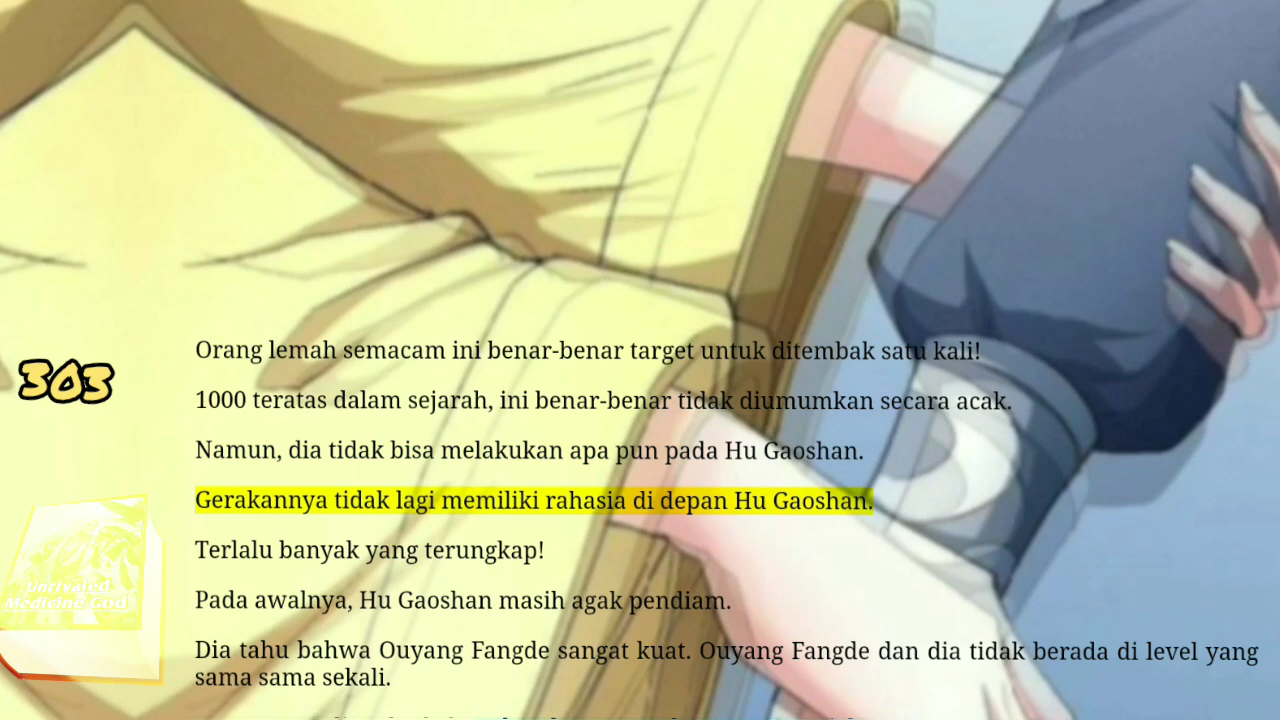 Orang lemah semacam ini benar-benar target untuk ditembak satu kali!
1000 teratas dalam sejarah, ini benar-benar tidak diumumkan secara acak.
303
Namun, dia tidak bisa melakukan apa pun pada Hu Gaoshan.
Gerakannya tidak lagi memiliki rahasia di depan Hu Gaoshan.
Terlalu banyak yang terungkap!
Unrivaled
Medicine God
Pada awalnya, Hu Gaoshan masih agak pendiam.
Dia tahu bahwa Ouyang Fangde sangat kuat. Ouyang Fangde dan dia tidak berada di level yang
sama sama sekali.